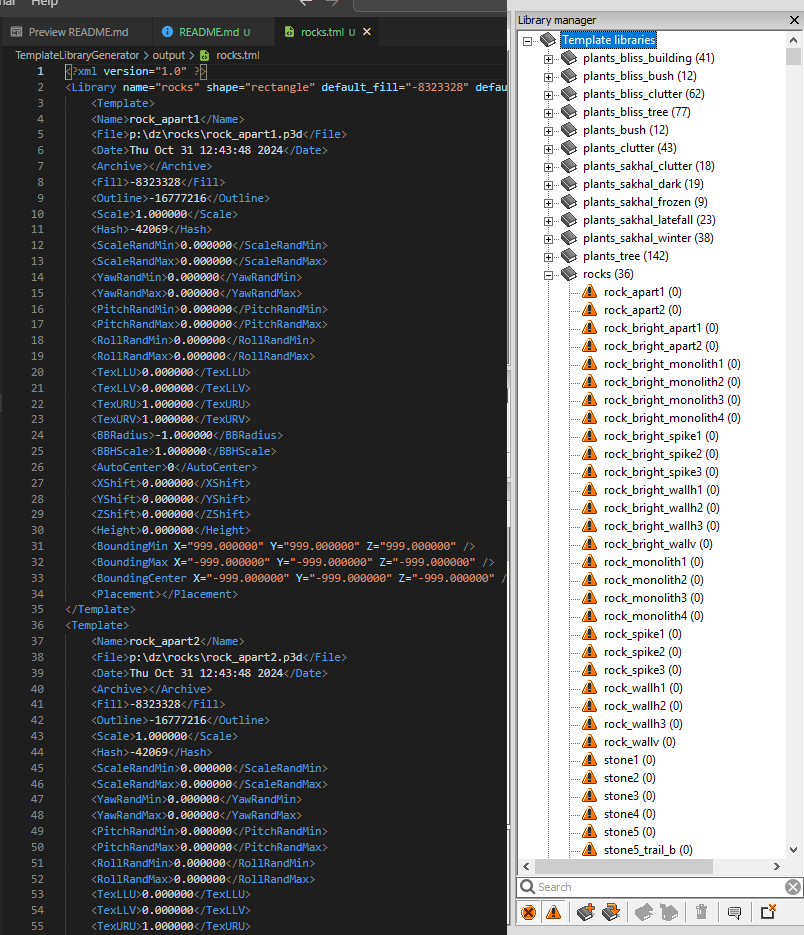 nal
Help
Preview README.md
README.md U
rocks.tml U
TemplateLibraryGenerator > output > rocks.tml
1 <?xml version="1.0" ?>
2 <Library name="rocks" shape="rectangle" default_fill="-8323328" defau
3 <Template>
4 <Name>rock_apart1</Name>
5 <File>p:\dz\rocks\rock_apart1.p3d</File>
6 <Date>Thu Oct 31 12:43:48 2024</Date>
7 <Archive></Archive>
8 <Fill>-8323328</Fill>
9 <Outline>-16777216</Outline>
10 <Scale>1.000000</Scale>
11 <Hash>-42069</Hash>
12 <ScaleRandMin>0.000000</ScaleRandMin>
13 <ScaleRandMax>0.000000</ScaleRandMax>
14 <YawRandMin>0.000000</YawRandMin>
15 <YawRandMax>0.000000</YawRandMax>
16 <PitchRandMin>0.000000</PitchRandMin>
17 <PitchRandMax>0.000000</PitchRandMax>
18 <RollRandMin>0.000000</RollRandMin>
19 <RollRandMax>0.000000</RollRandMax>
20 <TexLLU>0.000000</TexLLU>
21 <TexLLV>0.000000</TexLLV>
22 <TexURU>1.000000</TexURU>
23 <TexURV>1.000000</TexURV>
24 <BBRadius>-1.000000</BBRadius>
25 <BBHScale>1.000000</BBHScale>
26 <AutoCenter>0</AutoCenter>
27 <XShift>0.000000</XShift>
28 <YShift>0.000000</YShift>
29 <ZShift>0.000000</ZShift>
30 <Height>0.000000</Height>
31 <BoundingMin X="999.000000" Y="999.000000" Z="999.000000" />
32 <BoundingMax X="-999.000000" Y="-999.000000" Z="-999.000000" />
33 <BoundingCenter X="-999.000000" Y="-999.000000" Z="-999.000000" /
34 <Placement></Placement>
35 </Template>
36 <Template>
37 <Name>rock_apart2</Name>
38 <File>p:\dz\rocks\rock_apart2.p3d</File>
39 <Date>Thu Oct 31 12:43:48 2024</Date>
40 <Archive></Archive>
41 <Fill>-8323328</Fill>
42 <Outline>-16777216</Outline>
43 <Scale>1.000000</Scale>
44 <Hash>-42069</Hash>
45 <ScaleRandMin>0.000000</ScaleRandMin>
46 <ScaleRandMax>0.000000</ScaleRandMax>
47 <YawRandMin>0.000000</YawRandMin>
48 <YawRandMax>0.000000</YawRandMax>
49 <PitchRandMin>0.000000</PitchRandMin>
50 <PitchRandMax>0.000000</PitchRandMax>
51 <RollRandMin>0.000000</RollRandMin>
52 <RollRandMax>0.000000</RollRandMax>
53 <TexLLU>0.000000</TexLLU>
54 <TexLLV>0.000000</TexLLV>
55 <TexURU>1.000000</TexURU>
Library manager
Template libraries
plants_bliss_building (41)
plants_bliss_bush (12)
plants_bliss_clutter (62)
plants_bliss_tree (77)
plants_bush (12)
plants_clutter (43)
plants_sakhal_clutter (18)
plants_sakhal_dark (19)
plants_sakhal_frozen (9)
plants_sakhal_latefall (23)
plants_sakhal_winter (38)
plants_tree (142)
rocks (36)
rock_apart1 (0)
rock_apart2 (0)
rock_bright_apart1 (0)
rock_bright_apart2 (0)
rock_bright_monolith1 (0)
rock_bright_monolith2 (0)
rock_bright_monolith3 (0)
rock_bright_monolith4 (0)
rock_bright_spike1 (0)
rock_bright_spike2 (0)
rock_bright_spike3 (0)
rock_bright_wallh1 (0)
rock_bright_wallh2 (0)
rock_bright_wallh3 (0)
rock_bright_wallv (0)
rock_monolith1 (0)
rock_monolith2 (0)
rock_monolith3 (0)
rock_monolith4 (0)
rock_spike1 (0)
rock_spike2 (0)
rock_spike3 (0)
rock_wallh1 (0)
rock_wallh2 (0)
rock_wallh3 (0)
rock_wallv (0)
stone1 (0)
stone2 (0)
stone3 (0)
stone4 (0)
stone5 (0)
stone5_trail_b (0)
Search